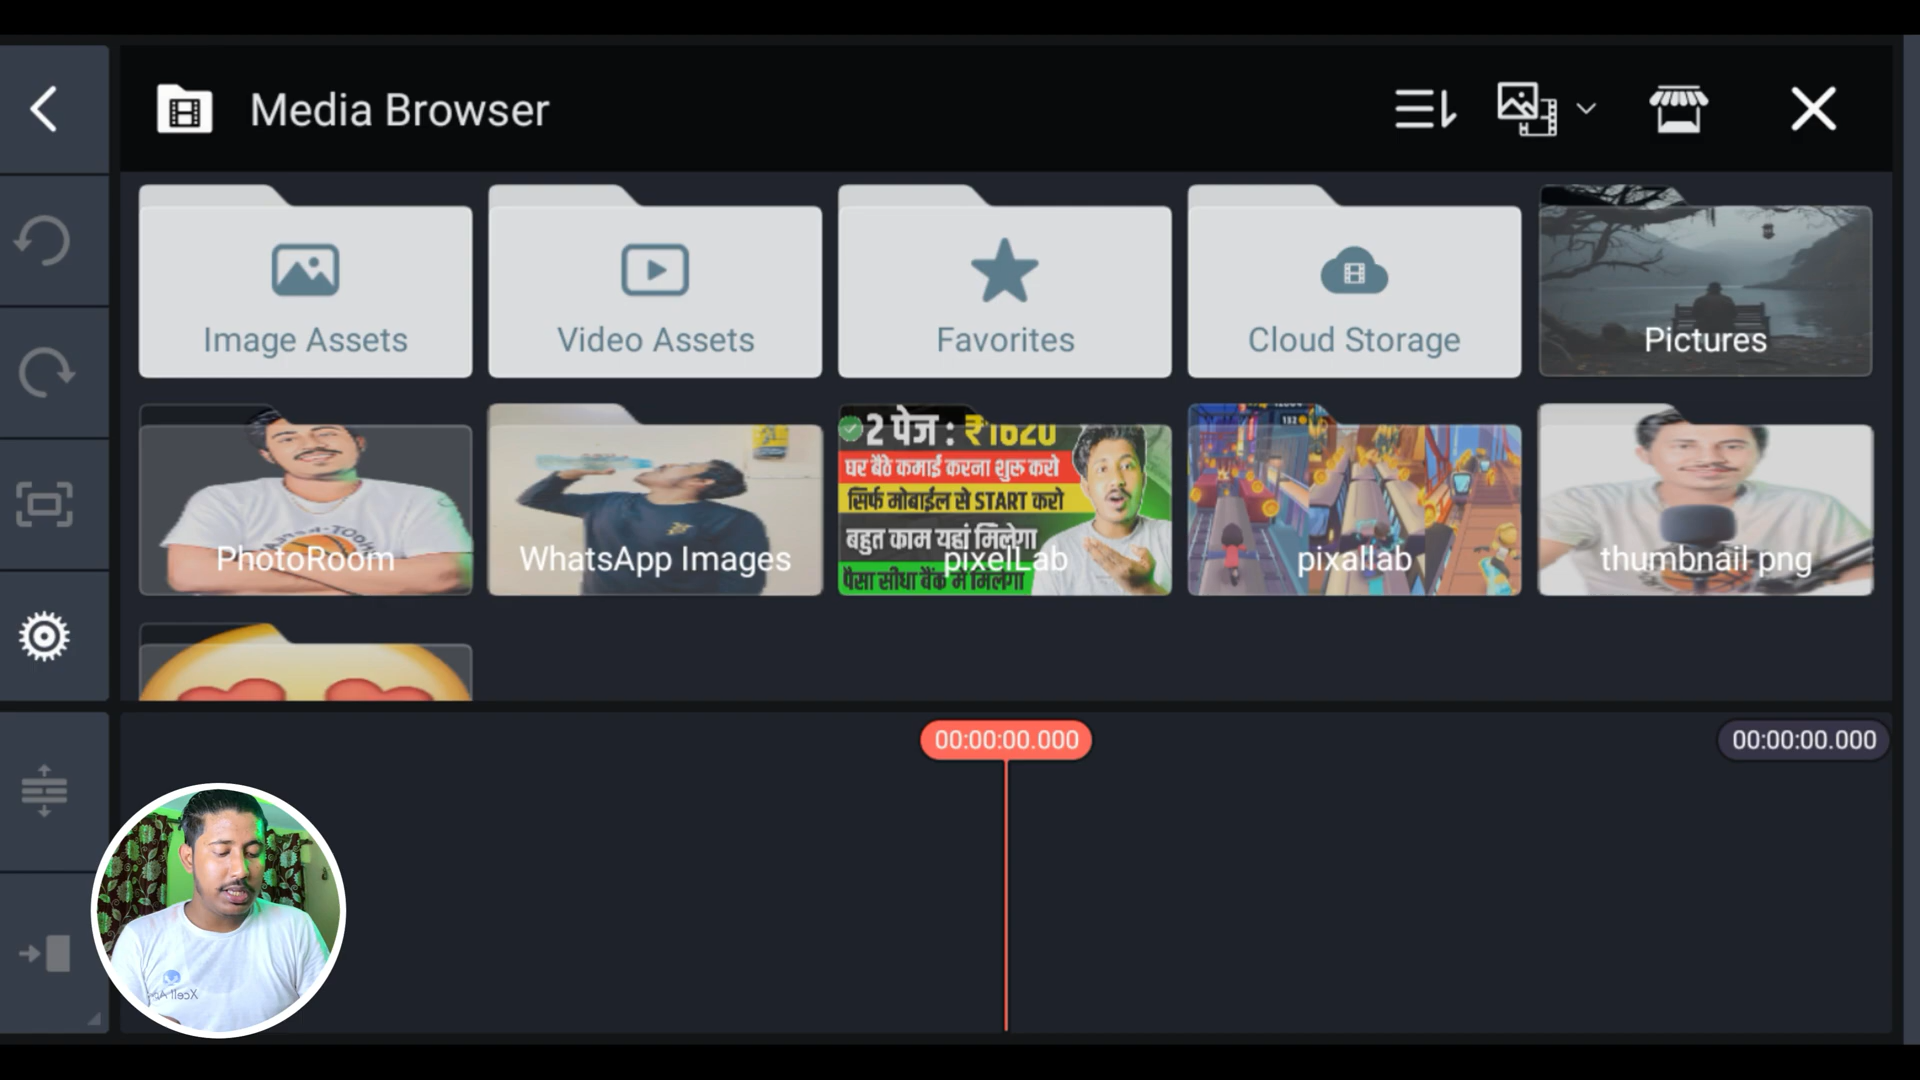 Media Browser
Image Assets
Video Assets
Favorites
Cloud Storage
Pictures
2 पेज : ₹1620
घर बैठे कमाई करना शुरू करो
सिर्फ मोबाईल से START करो
बहुत काम यहां मिलेगा
पैसा सीधा बैंक में मिलेगा
PhotoRoom
WhatsApp Images
pixelLab
pixallab
thumbnail png
00:00:00.000
00:00:00.000